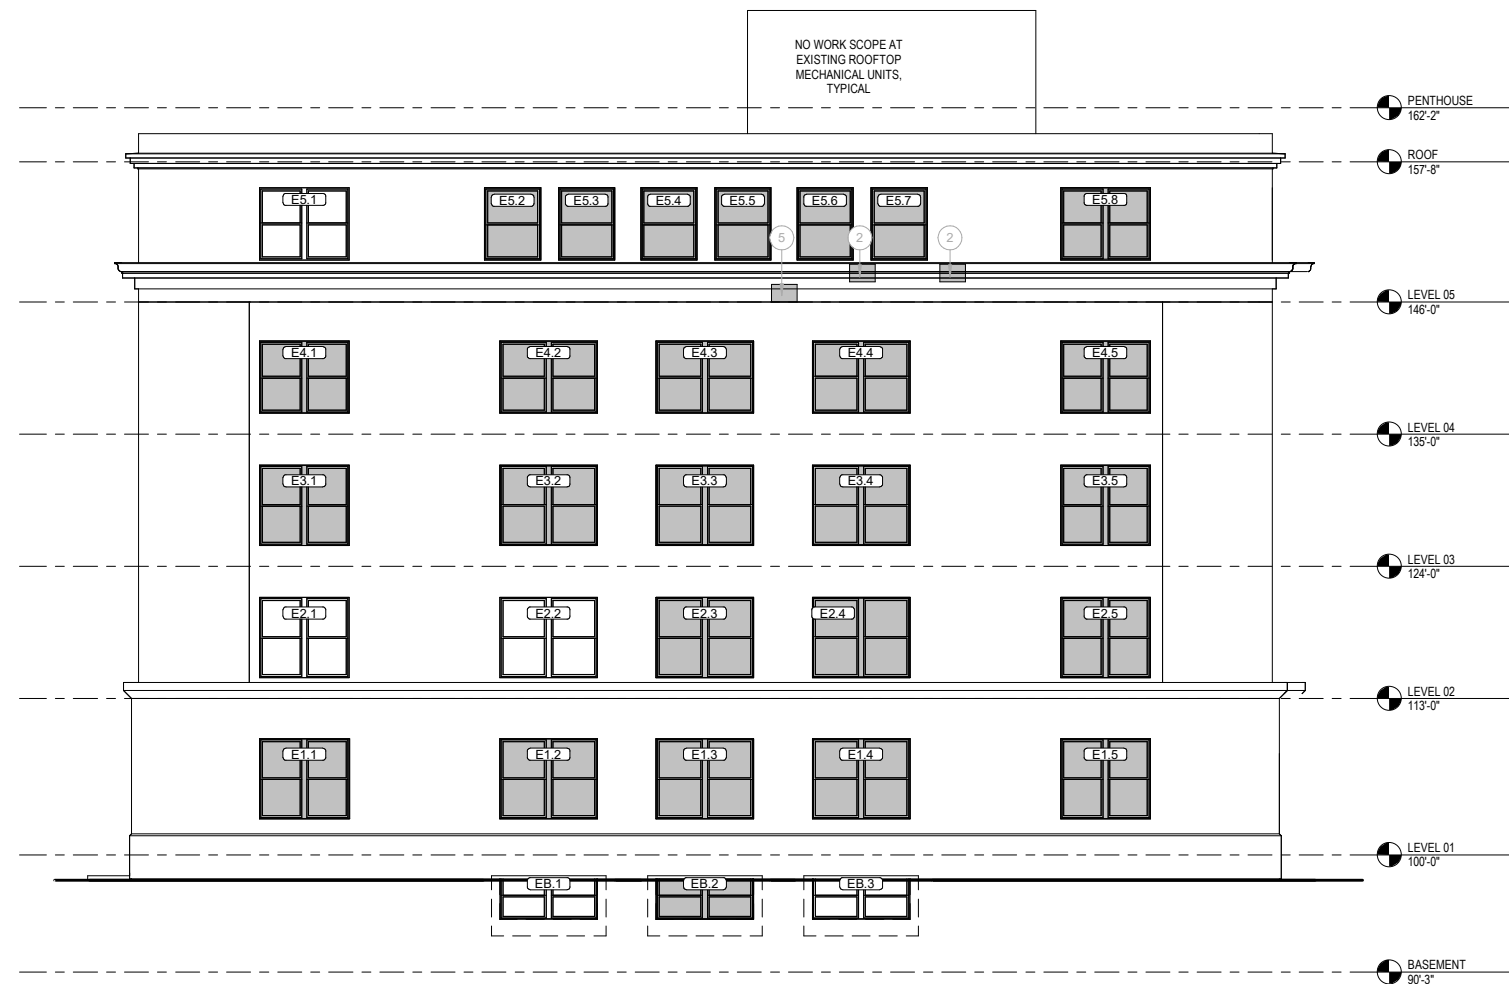 NO WORK SCOPE AT
EXISTING ROOFTOP
MECHANICAL UNITS,
TYPICAL
PENTHOUSE
162'-2"
ROOF
157'-8"
E5.1
E5.2
E5.3
E5.4
E5.5
E5.6
E5.7
E5.8
5
2
2
LEVEL 05
146'-0"
E4.1
E4.2
E4.3
E4.4
E4.5
LEVEL 04
135'-0"
E3.1
E3.2
E3.3
E3.4
E3.5
LEVEL 03
124'-0"
E2.1
E2.2
E2.3
E2.4
E2.5
LEVEL 02
113'-0"
E1.1
E1.2
E1.3
E1.4
E1.5
LEVEL 01
100'-0"
EB.1
EB.2
EB.3
BASEMENT
90'-3"